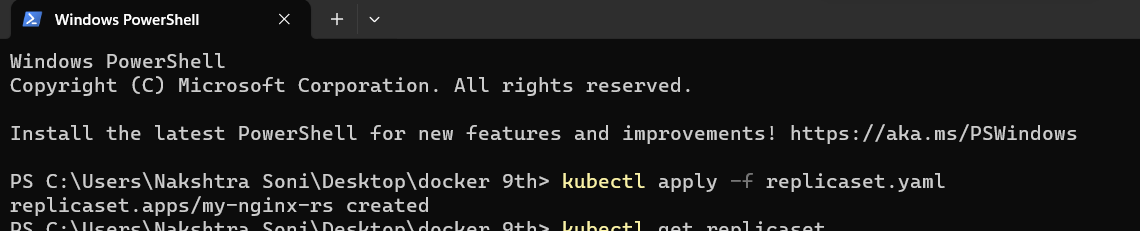 Windows PowerShell
Windows PowerShell
Copyright (C) Microsoft Corporation. All rights reserved.
Install the latest PowerShell for new features and improvements! https://aka.ms/PSWindows
PS C:\Users\Nakshtra Soni\Desktop\docker 9th> kubectl apply -f replicaset.yaml
replicaset.apps/my-nginx-rs created
PS C:\Users\Nakshtra Soni\Desktop\docker 9th> kubectl get replicaset